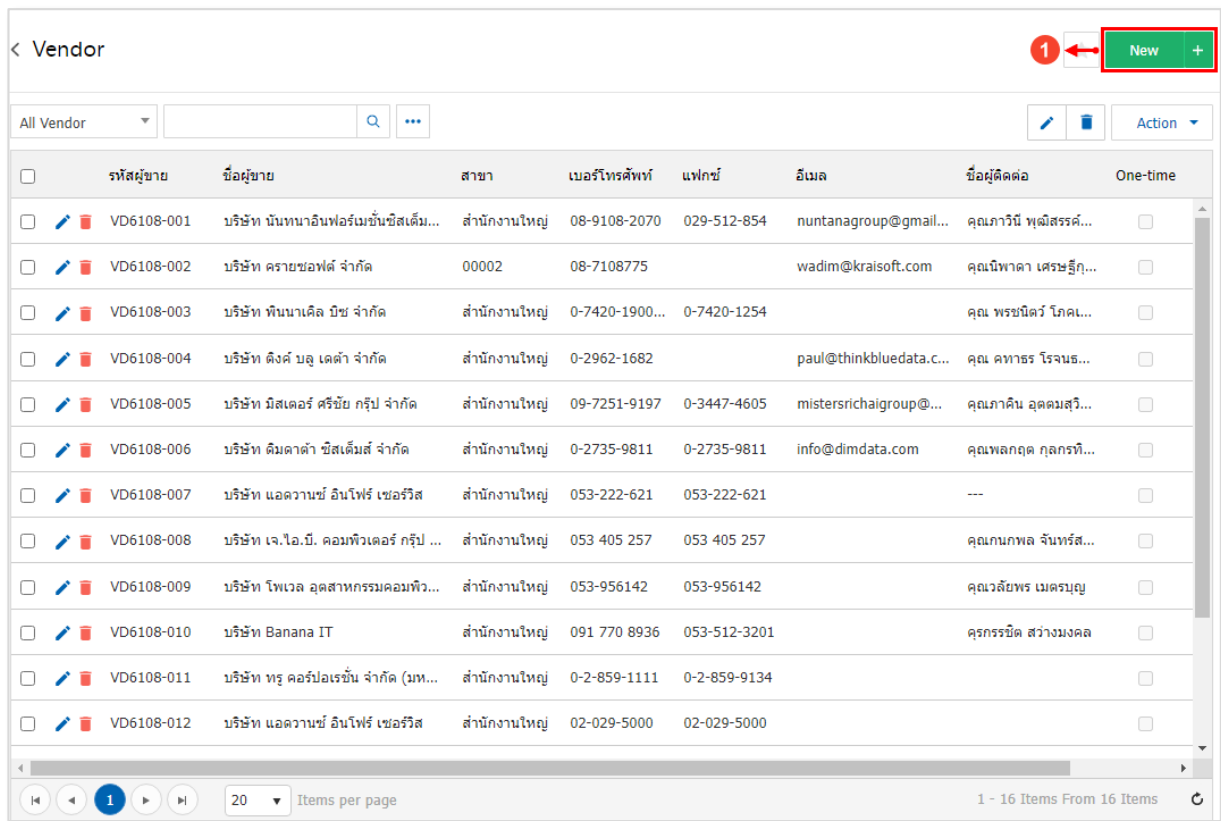 < Vendor
1
New +
All Vendor
Action
รหัสผู้ขาย ชื่อผู้ขาย สาขา เบอร์โทรศัพท์ แฟกซ์ อีเมล ชื่อผู้ติดต่อ One-time
VD6108-001 บริษัท นันทนาอินฟอร์เมชั่นซิสเต็ม... สำนักงานใหญ่ 08-9108-2070 029-512-854 nuntanagroup@gmail... คุณภาวินี พุฒิสรรค์...
VD6108-002 บริษัท ครายซอฟต์ จำกัด 00002 08-7108775 wadim@kraisoft.com คุณนิพาดา เศรษฐีกุ...
VD6108-003 บริษัท พินนาเคิล บิซ จำกัด สำนักงานใหญ่ 0-7420-1900... 0-7420-1254 คุณ พรชนิตว์ โภคเ...
VD6108-004 บริษัท ติงค์ บลู เดต้า จำกัด สำนักงานใหญ่ 0-2962-1682 paul@thinkbluedata.c... คุณ คทาธร โรจนธ...
VD6108-005 บริษัท มิสเตอร์ ศรีชัย กรุ๊ป จำกัด สำนักงานใหญ่ 09-7251-9197 0-3447-4605 mistersrichaigroup@... คุณภาคิน อุตตมสุวิ...
VD6108-006 บริษัท ดิมดาต้า ซิสเต็มส์ จำกัด สำนักงานใหญ่ 0-2735-9811 0-2735-9811 info@dimdata.com คุณพลกฤต กุลกรทิ...
VD6108-007 บริษัท แอดวานซ์ อินโฟร์ เซอร์วิส สำนักงานใหญ่ 053-222-621 053-222-621 ---
VD6108-008 บริษัท เจ.ไอ.บี. คอมพิวเตอร์ กรุ๊ป ... สำนักงานใหญ่ 053 405 257 053 405 257 คุณกนกพล จันทร์ส...
VD6108-009 บริษัท โพเวล อุตสาหกรรมคอมพิว... สำนักงานใหญ่ 053-956142 053-956142 คุณวลัยพร เมตรบุญ
VD6108-010 บริษัท Banana IT สำนักงานใหญ่ 091 770 8936 053-512-3201 คุรกรรชิต สว่างมงคล
VD6108-011 บริษัท ทรู คอร์ปอเรชั่น จำกัด (มห... สำนักงานใหญ่ 0-2-859-1111 0-2-859-9134
VD6108-012 บริษัท แอดวานซ์ อินโฟร์ เซอร์วิส สำนักงานใหญ่ 02-029-5000 02-029-5000
1 20 Items per page 1 - 16 Items From 16 Items